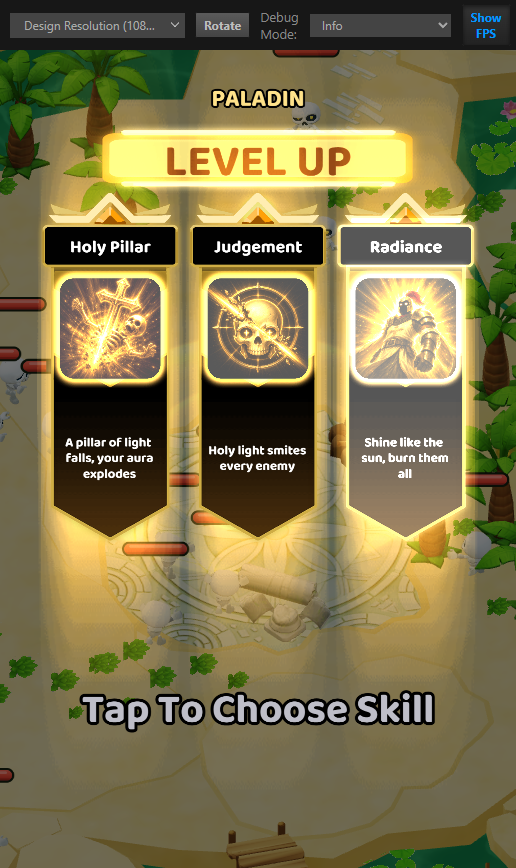 Design Resolution (108...
Rotate
Debug
Mode:
Info
Show
FPS
PALADIN
LEVEL UP
Holy Pillar
Judgement
Radiance
A pillar of light
falls, your aura
explodes
Holy light smites
every enemy
Shine like the
sun, burn them
all
Tap To Choose Skill